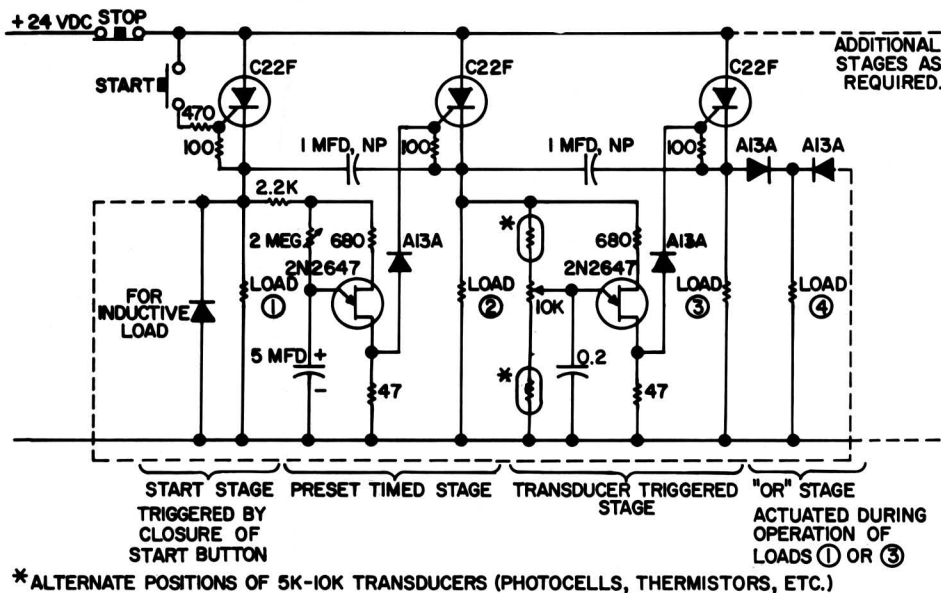 + 24 VDC STOP
ADDITIONAL
STAGES AS
REQUIRED.
START
C22F
C22F
C22F
470
100
1 MFD, NP
100
1 MFD, NP
100
A13A
A13A
2.2K
*
2 MEG
680
A13A
680
A13A
2N2647
2N2647
LOAD
①
LOAD
②
10K
LOAD
③
LOAD
④
FOR
INDUCTIVE
LOAD
5 MFD +
–
47
*
0.2
47
START STAGE
TRIGGERED BY
CLOSURE OF
START BUTTON
PRESET TIMED STAGE
TRANSDUCER TRIGGERED
STAGE
"OR" STAGE
ACTUATED DURING
OPERATION OF
LOADS ① OR ③
* ALTERNATE POSITIONS OF 5K-10K TRANSDUCERS (PHOTOCELLS, THERMISTORS, ETC.)